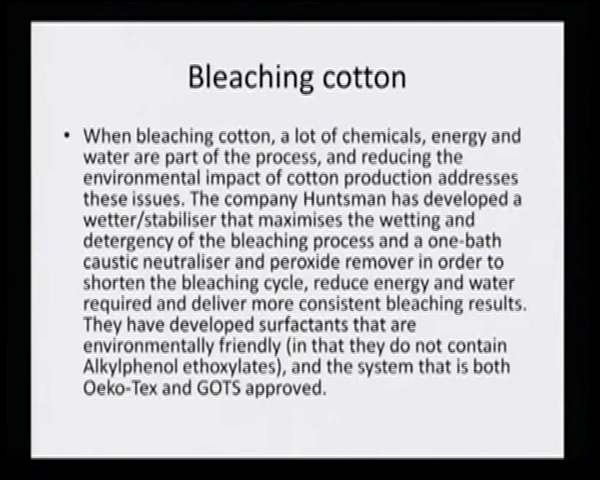 Bleaching cotton
• When bleaching cotton, a lot of chemicals, energy and
water are part of the process, and reducing the
environmental impact of cotton production addresses
these issues. The company Huntsman has developed a
wetter/stabiliser that maximises the wetting and
detergency of the bleaching process and a one-bath
caustic neutraliser and peroxide remover in order to
shorten the bleaching cycle, reduce energy and water
required and deliver more consistent bleaching results.
They have developed surfactants that are
environmentally friendly (in that they do not contain
Alkylphenol ethoxylates), and the system that is both
Oeko-Tex and GOTS approved.